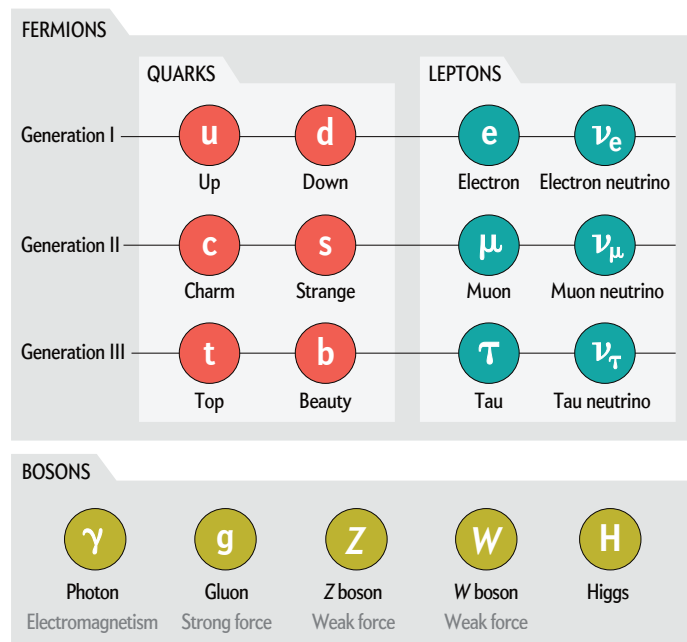 FERMIONS
QUARKS
LEPTONS
Generation I
u
d
e
νe
Up
Down
Electron
Electron neutrino
Generation II
c
s
μ
νμ
Charm
Strange
Muon
Muon neutrino
Generation III
t
b
τ
ντ
Top
Beauty
Tau
Tau neutrino
BOSONS
γ
g
Z
W
H
Photon
Gluon
Z boson
W boson
Higgs
Electromagnetism
Strong force
Weak force
Weak force